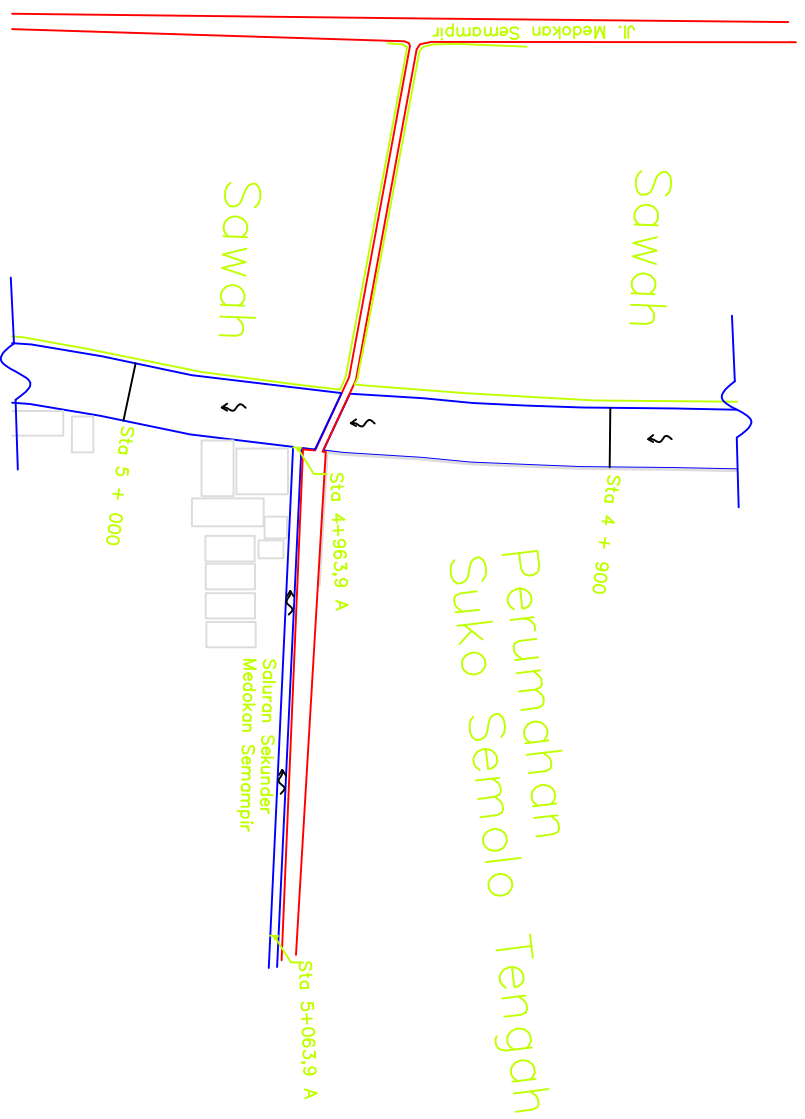 Jl. Medokan Semampir
Sawah
Sawah
Sta 5 + 000
Sta 4+963,9 A
Sta 4 + 900
Perumahan
Suko Semolo Tengah
Saluran Sekunder
Medokan Semampir
Sta 5+063,9 A